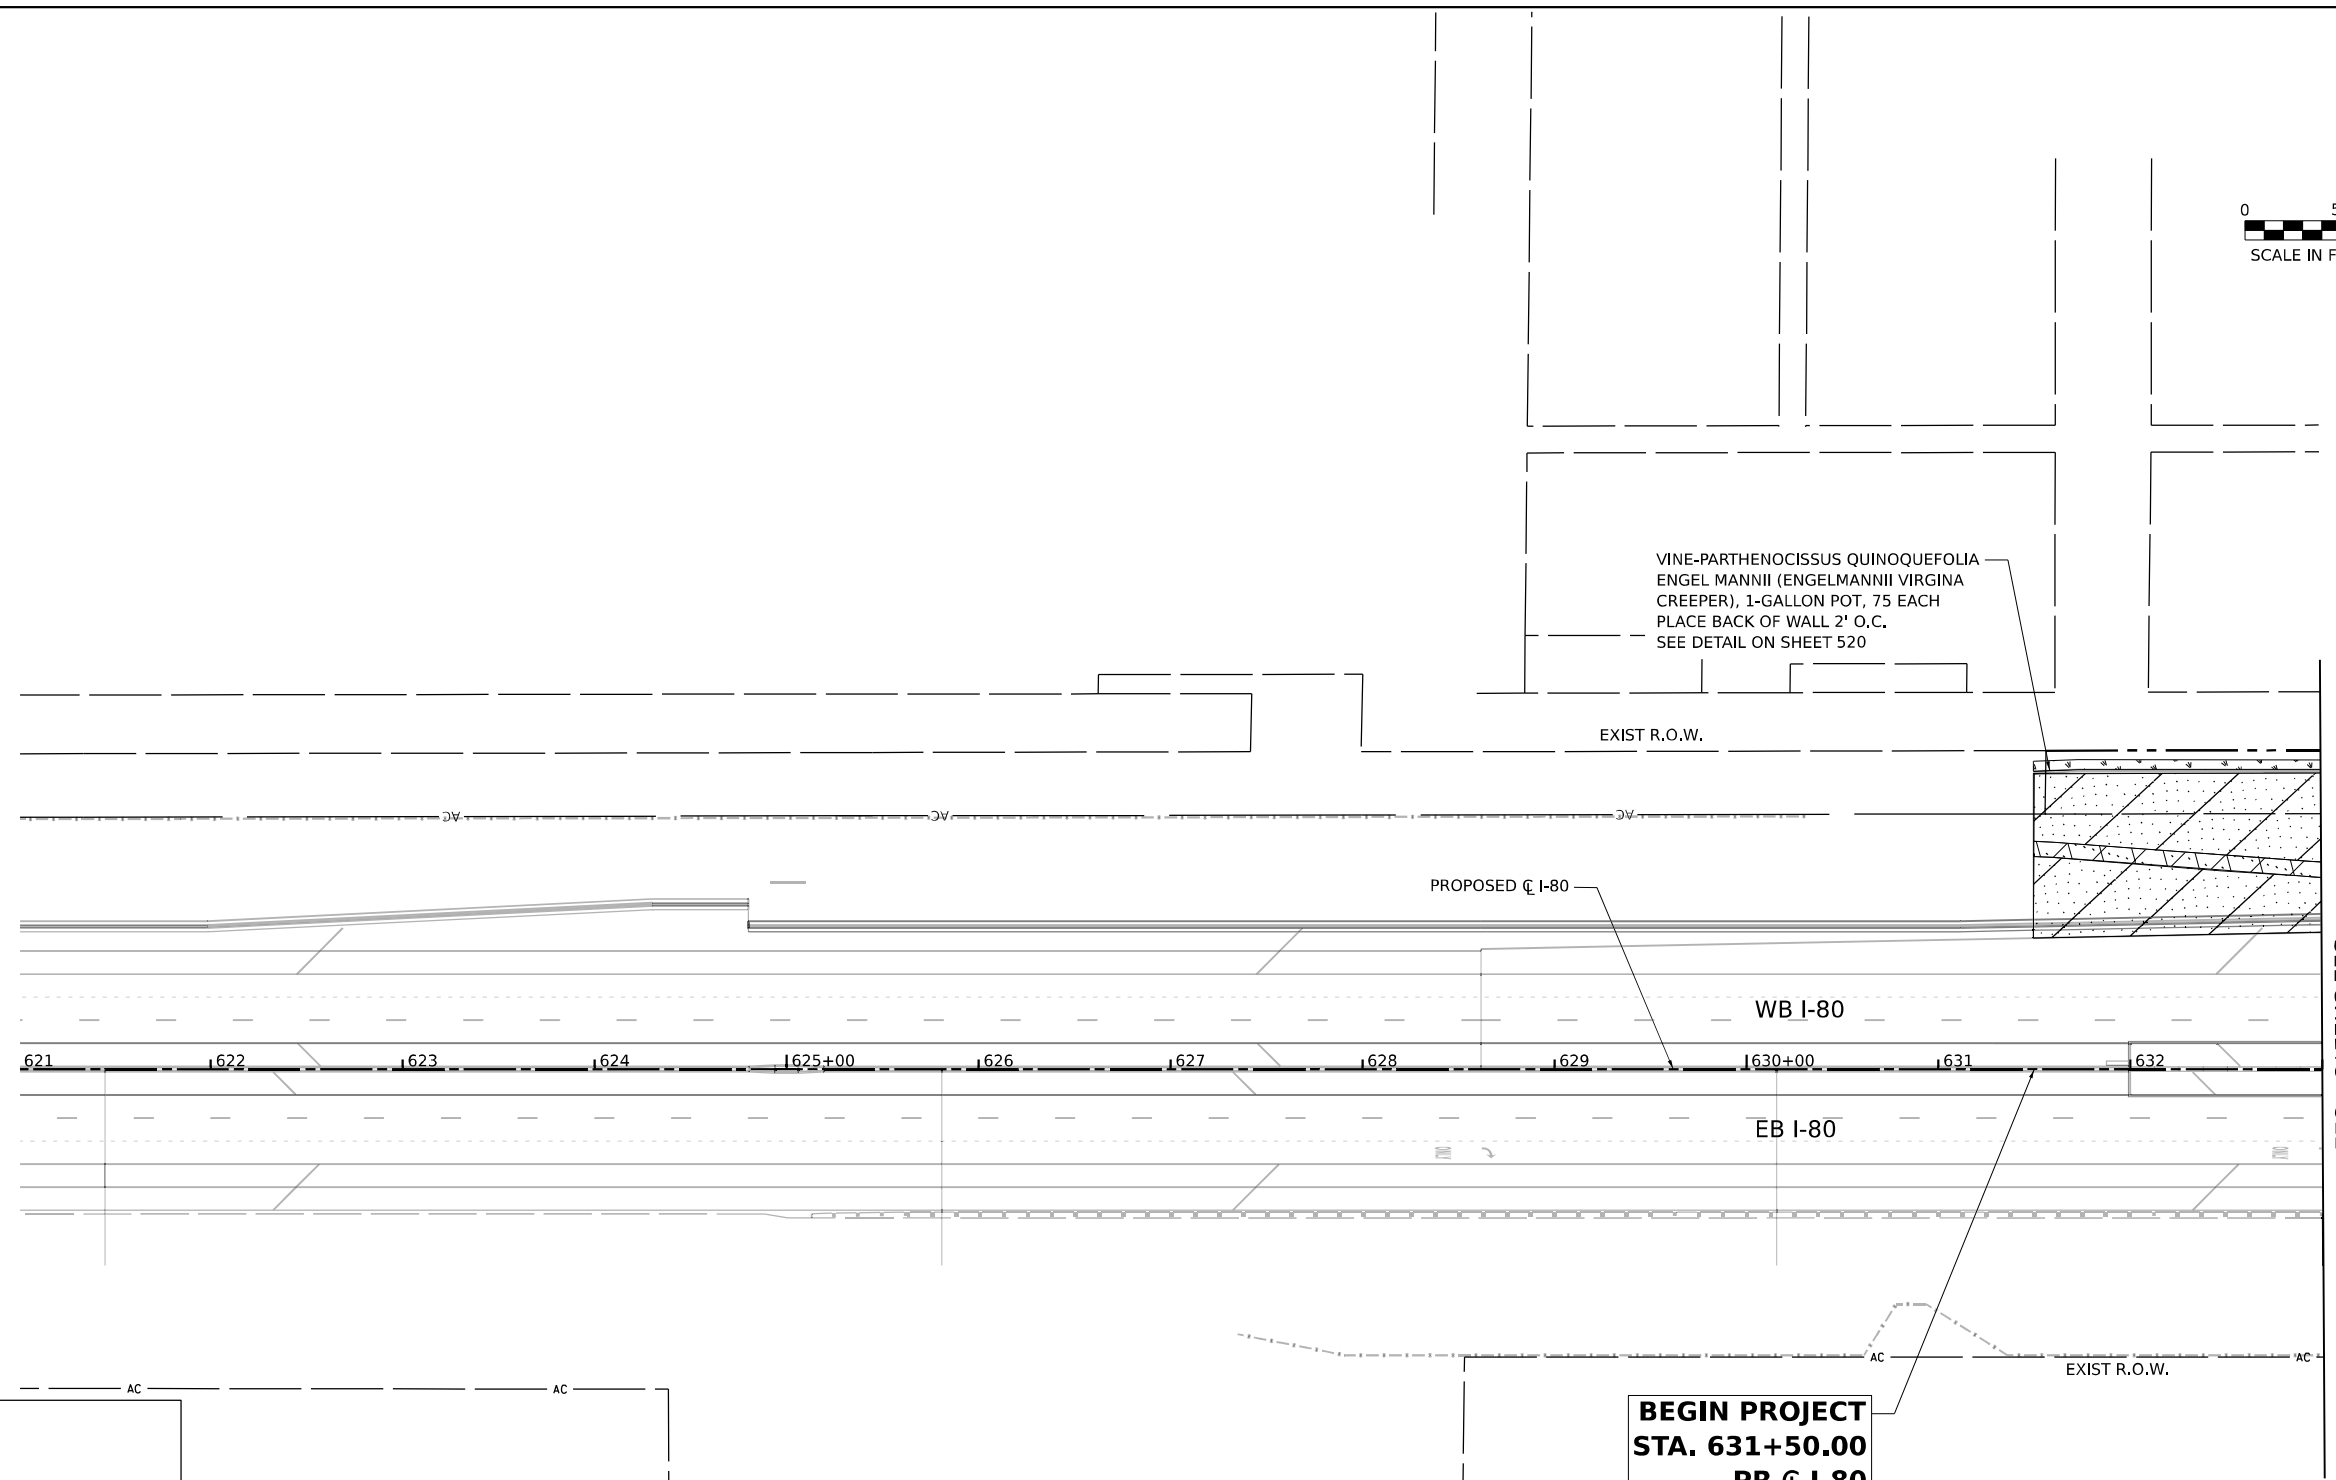 0
SCALE IN F
VINE-PARTHENOCISSUS QUINOQUEFOLIA
ENGEL MANNII (ENGELMANNII VIRGINA
CREEPER), 1-GALLON POT, 75 EACH
PLACE BACK OF WALL 2' O.C.
SEE DETAIL ON SHEET 520
EXIST R.O.W.
AC AC AC
PROPOSED ℄ I-80
WB I-80
621 622 623 624 625+00 626 627 628 629 630+00 631 632
EB I-80
AC AC
EXIST R.O.W.
AC AC
BEGIN PROJECT
STA. 631+50.00
PR ℄ I-80